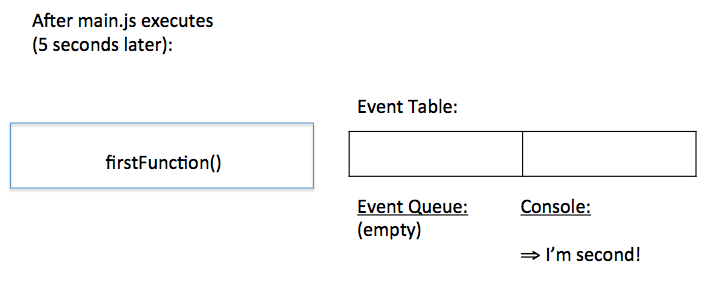 After main.js executes
(5 seconds later):
Event Table:
firstFunction()
Event Queue:
(empty)
Console:
⇒ I'm second!